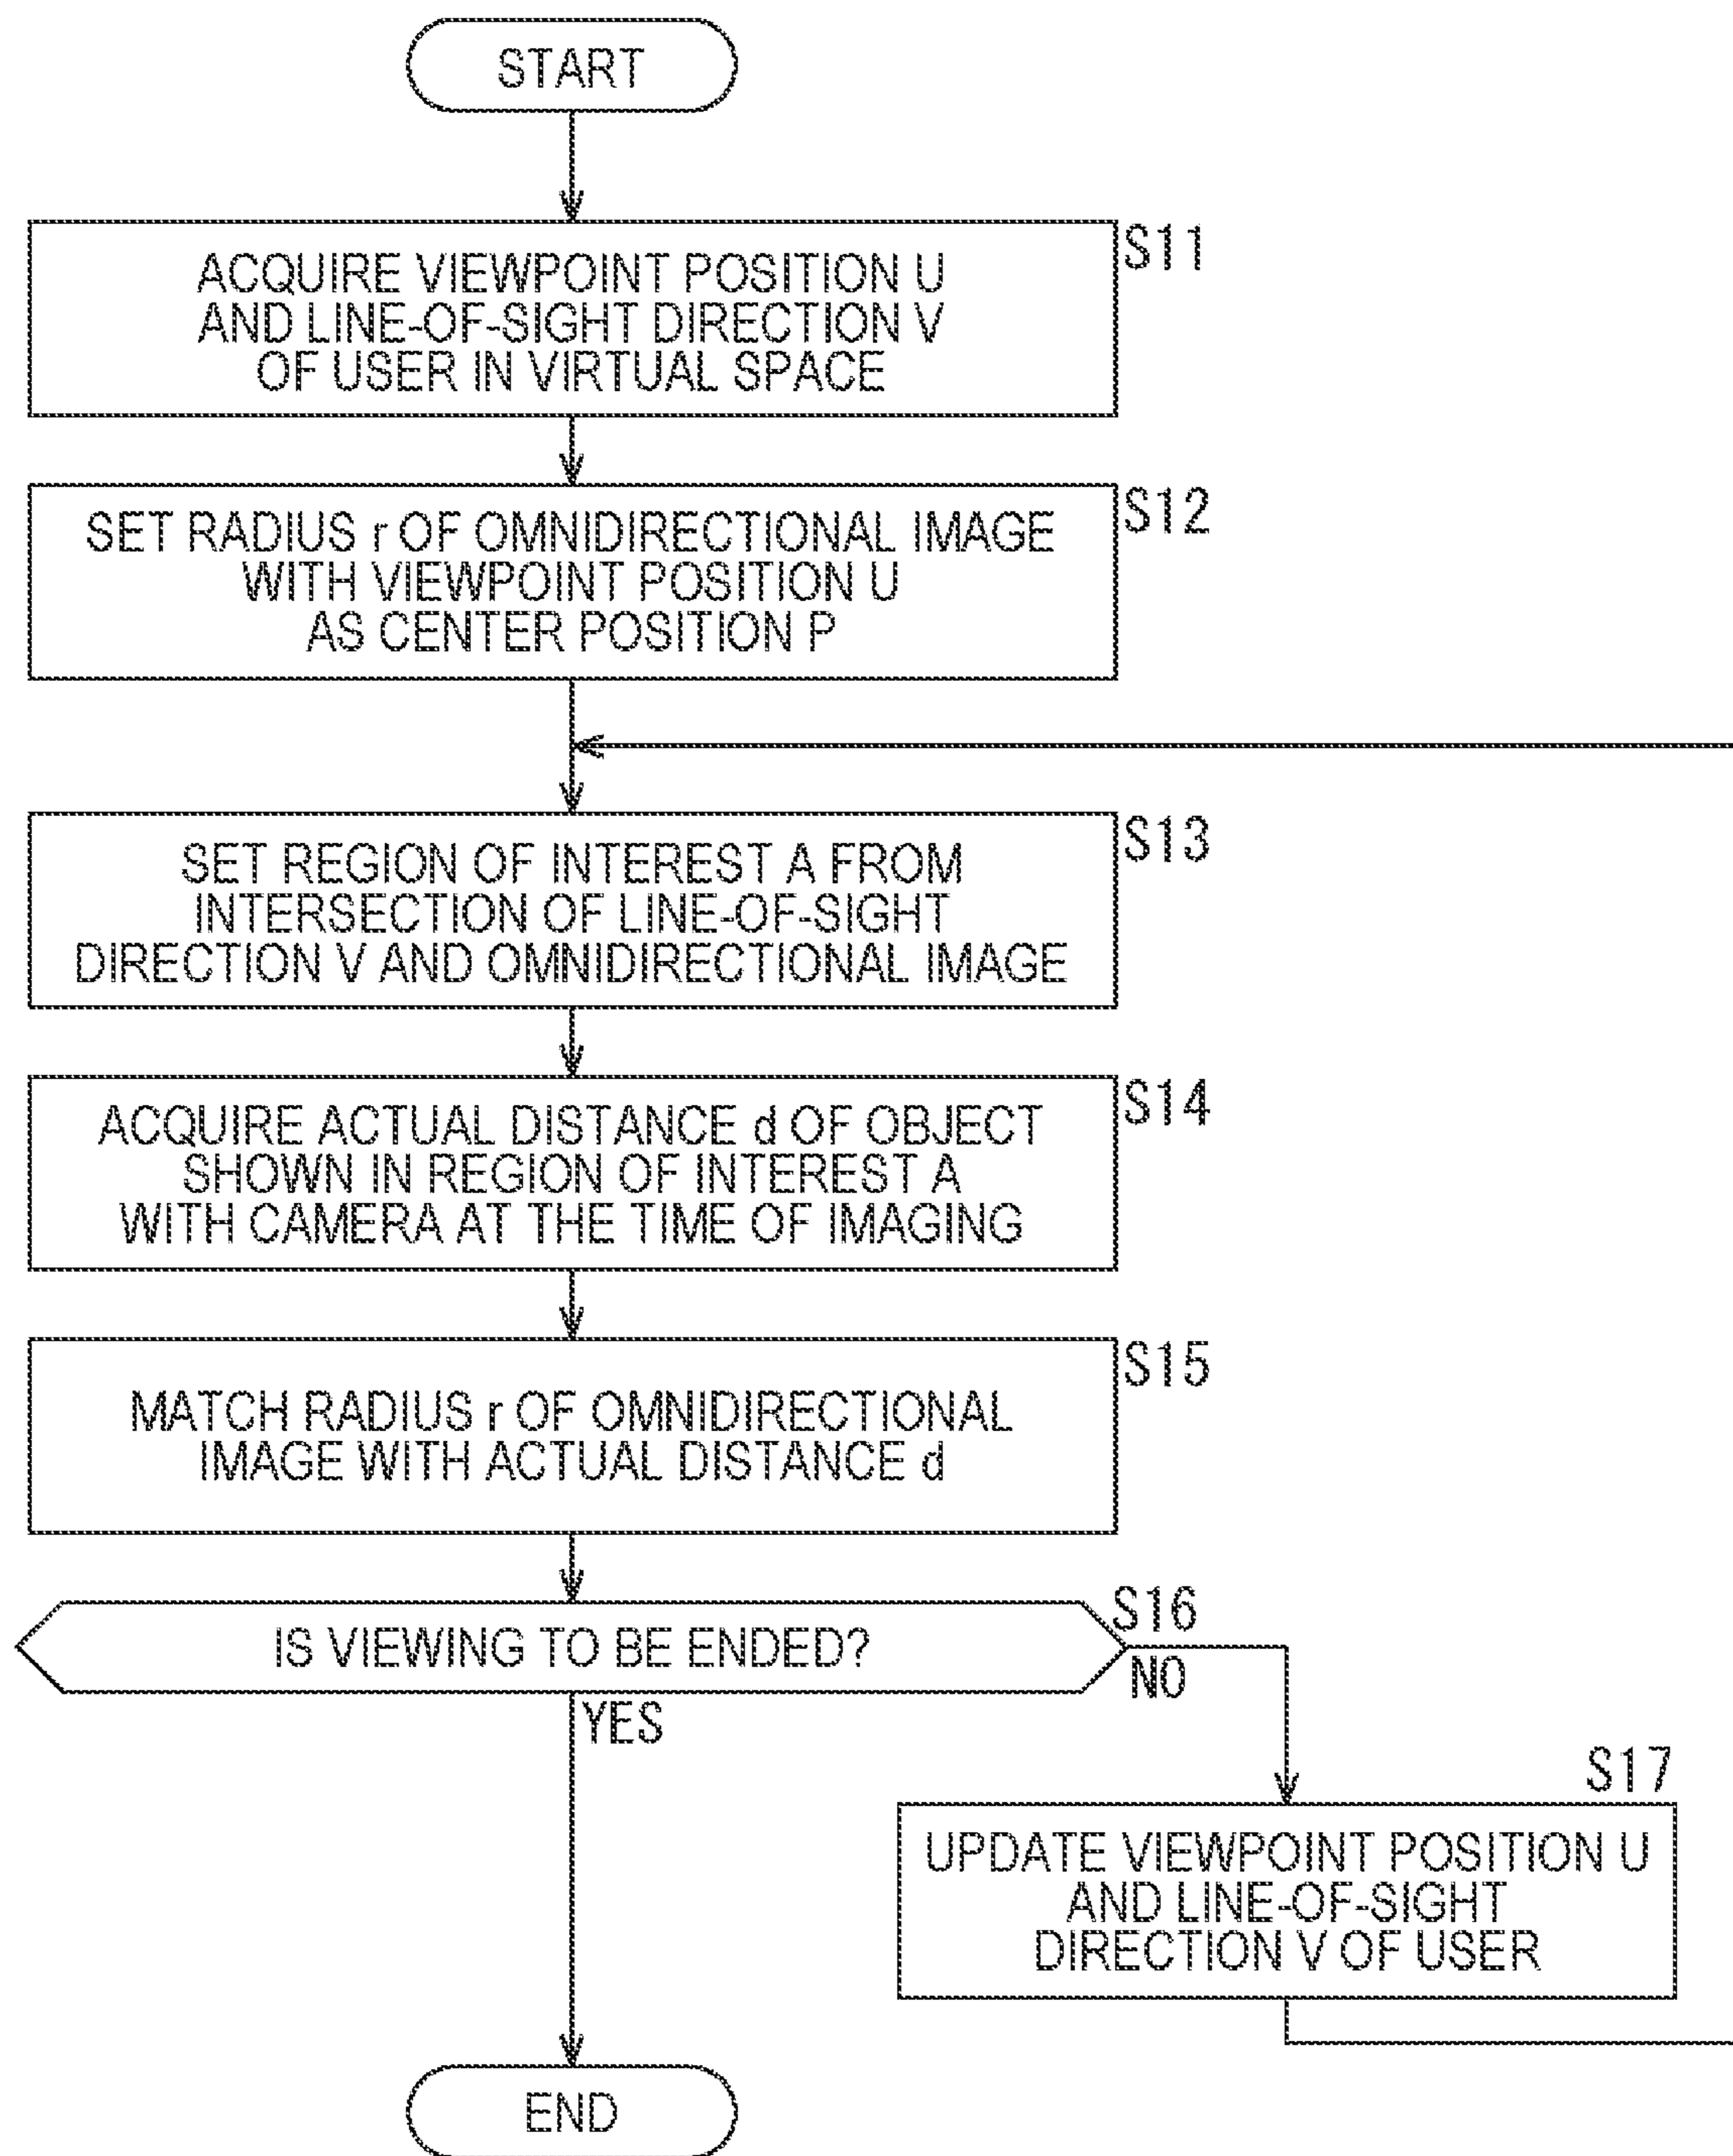 START
S11
ACQUIRE VIEWPOINT POSITION U
AND LINE-OF-SIGHT DIRECTION V
OF USER IN VIRTUAL SPACE
S12
SET RADIUS r OF OMNIDIRECTIONAL IMAGE
WITH VIEWPOINT POSITION U
AS CENTER POSITION P
S13
SET REGION OF INTEREST A FROM
INTERSECTION OF LINE-OF-SIGHT
DIRECTION V AND OMNIDIRECTIONAL IMAGE
S14
ACQUIRE ACTUAL DISTANCE d OF OBJECT
SHOWN IN REGION OF INTEREST A
WITH CAMERA AT THE TIME OF IMAGING
S15
MATCH RADIUS r OF OMNIDIRECTIONAL
IMAGE WITH ACTUAL DISTANCE d
S16
IS VIEWING TO BE ENDED?
NO
YES
S17
UPDATE VIEWPOINT POSITION U
AND LINE-OF-SIGHT
DIRECTION V OF USER
END